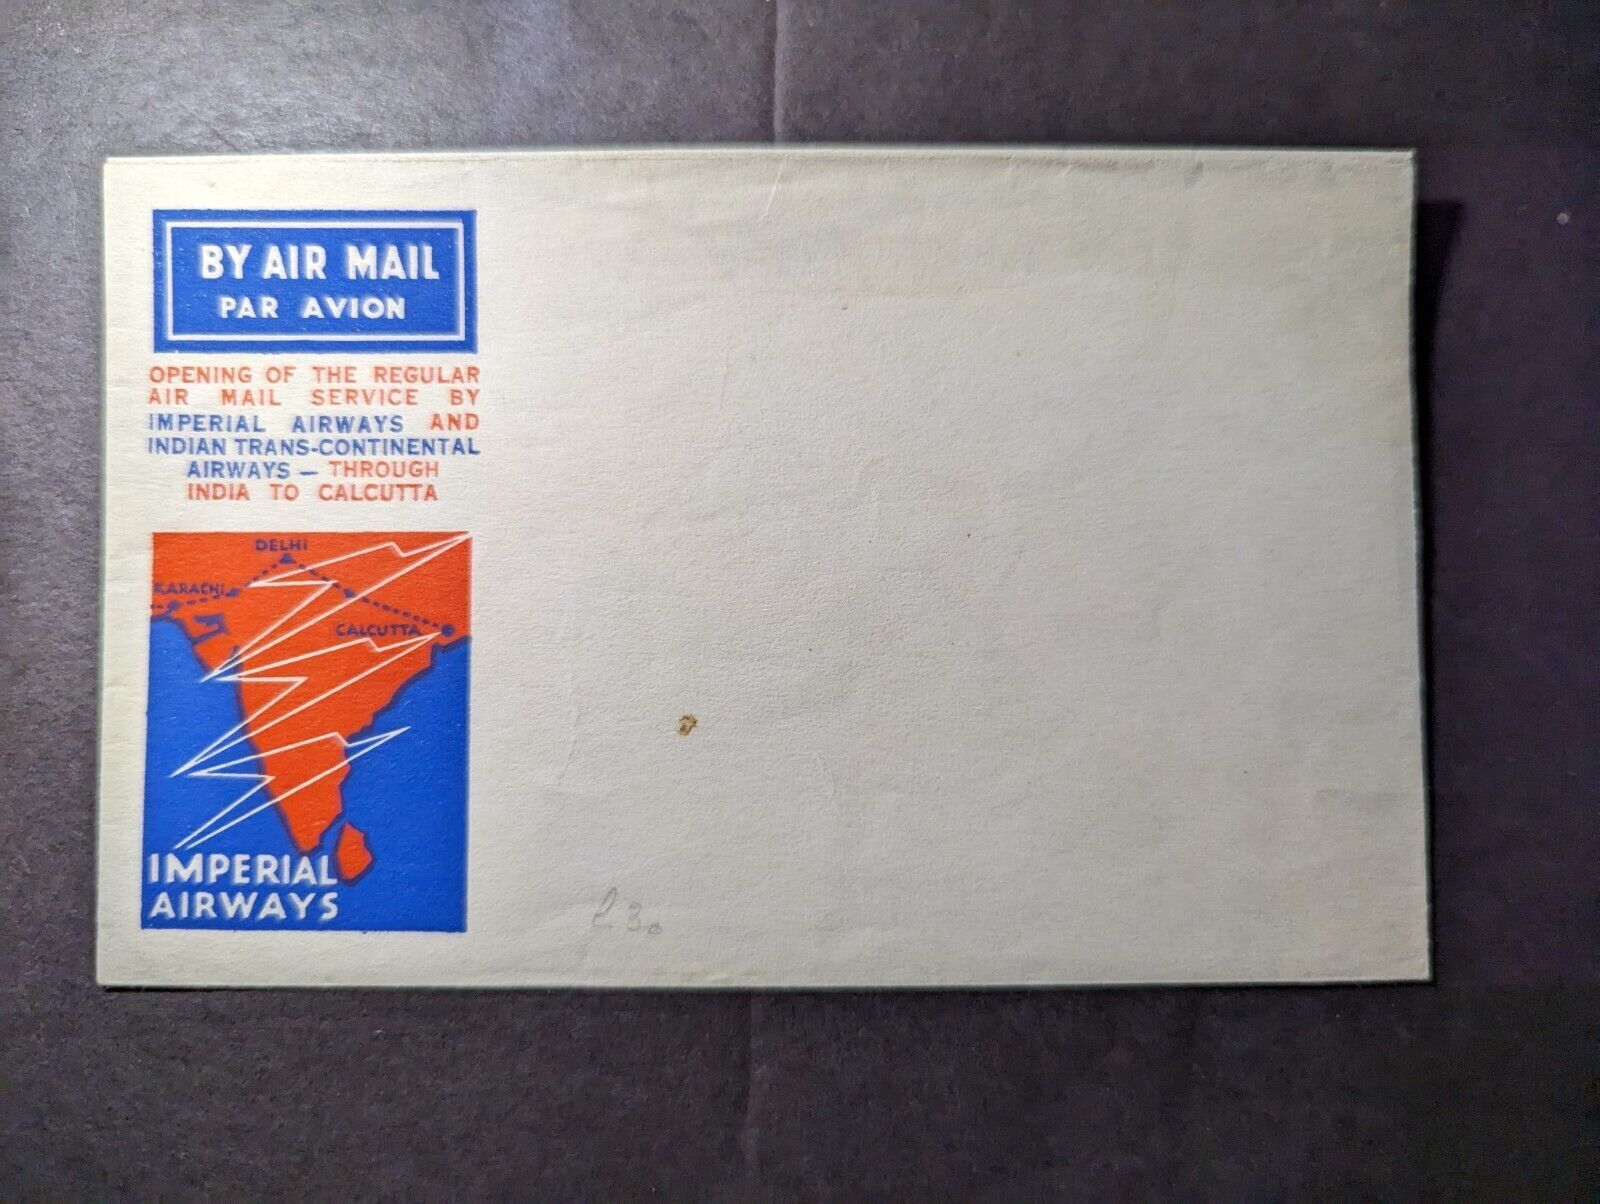 BY AIR MAIL
PAR AVION
OPENING OF THE REGULAR
AIR MAIL SERVICE BY
IMPERIAL AIRWAYS AND
INDIAN TRANS-CONTINENTAL
AIRWAYS — THROUGH
INDIA TO CALCUTTA
DELHI
KARACHI
CALCUTTA
IMPERIAL
AIRWAYS